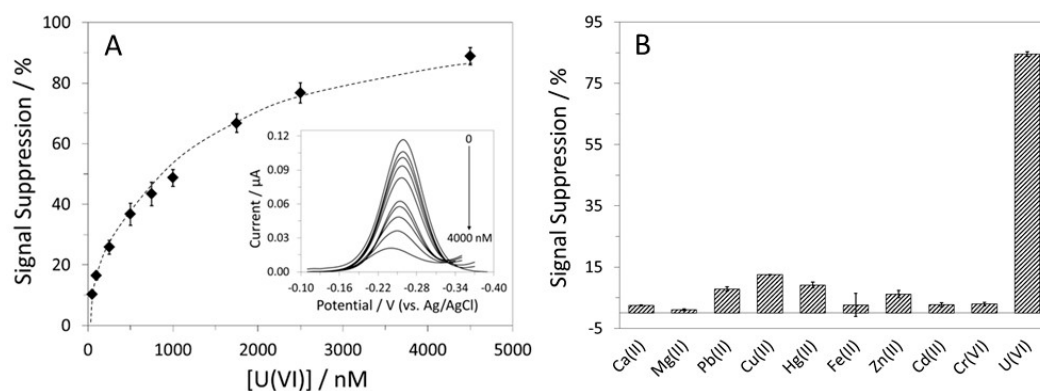 A
Signal Suppression / %
100
80
60
40
20
0
0 1000 2000 3000 4000 5000
[U(VI)] / nM
Current / µA
0.12
0.09
0.06
0.03
0.00
-0.10 -0.16 -0.22 -0.28 -0.34 -0.40
Potential / V (vs. Ag/AgCl)
0
4000 nM
B
Signal Suppression / %
95
75
55
35
15
-5
Ca(II) Mg(II) Pb(II) Cu(II) Hg(II) Fe(II) Zn(II) Cd(II) Cr(VI) U(VI)